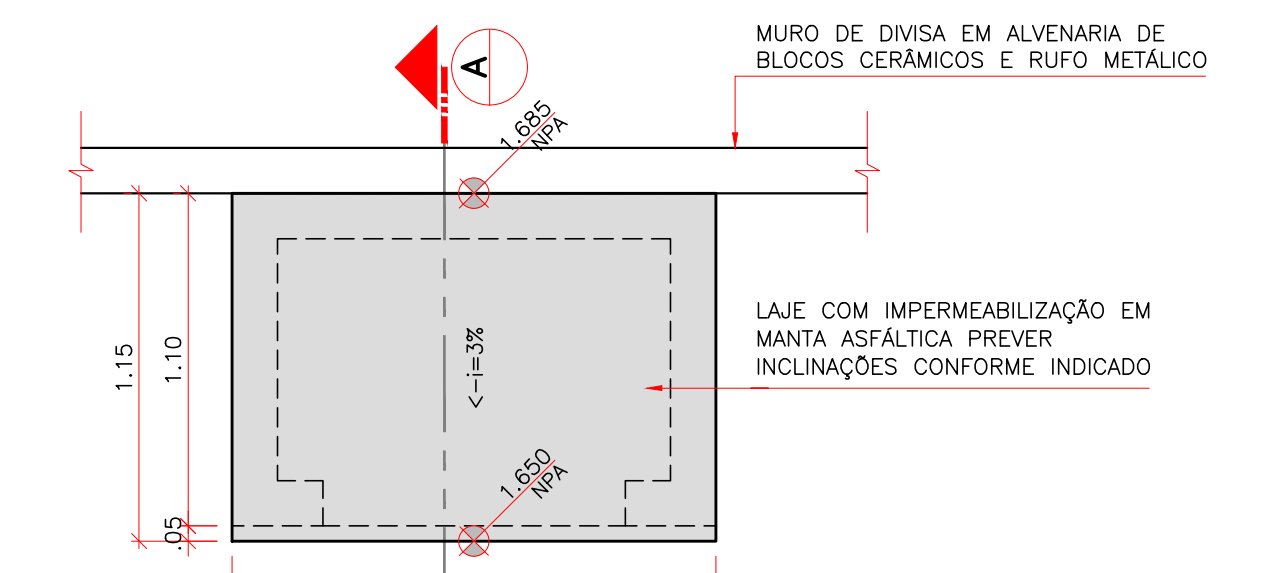 MURO DE DIVISA EM ALVENARIA DE
BLOCOS CERÂMICOS E RUFO METÁLICO
A
1.685
NPA
LAJE COM IMPERMEABILIZAÇÃO EM
MANTA ASFÁLTICA PREVER
INCLINAÇÕES CONFORME INDICADO
1.15
1.10
<-i=3%
1.650
NPA
.05